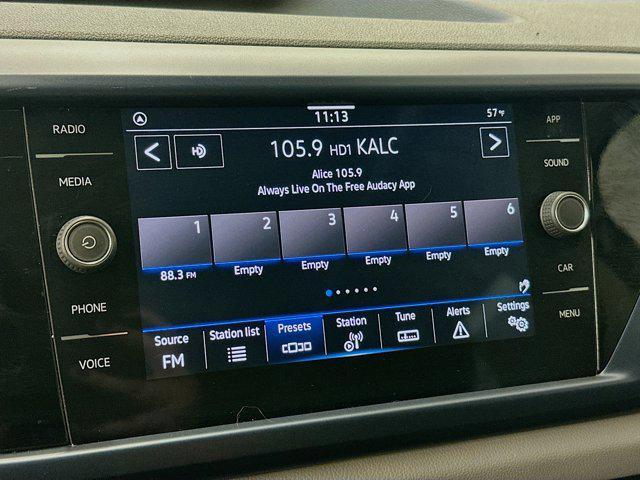 RADIO
MEDIA
PHONE
VOICE
11:13
57 °F
105.9 HD1 KALC
Alice 105.9
Always Live On The Free Audacy App
1
2
3
4
5
6
88.3 FM
Empty
Empty
Empty
Empty
Empty
Source
FM
Station list
Presets
Station
Tune
Alerts
Settings
APP
SOUND
CAR
MENU